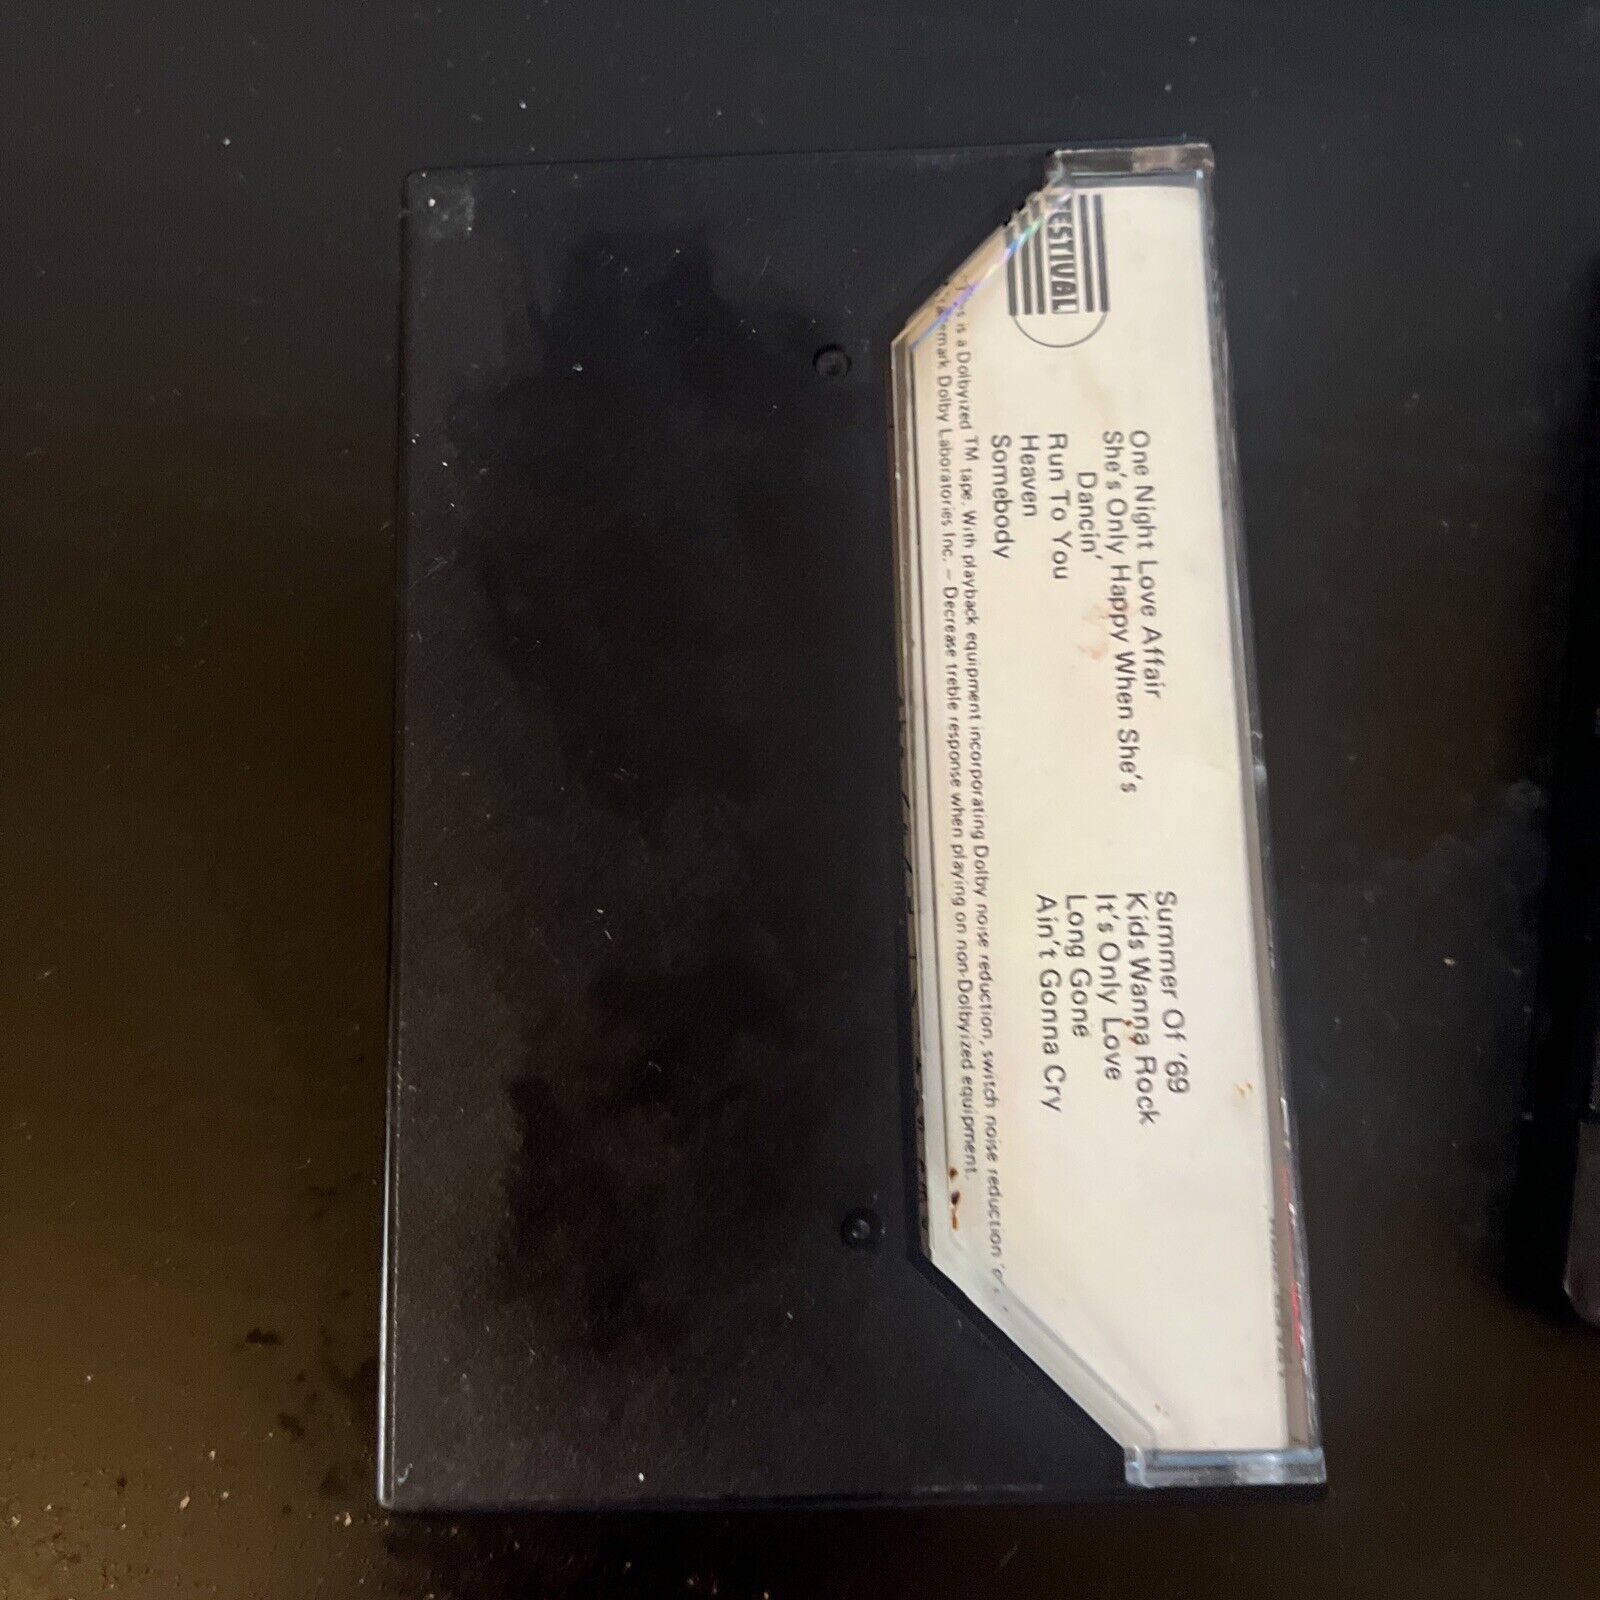 FESTIVAL
One Night Love Affair
She's Only Happy When She's
Dancin'
Run To You
Heaven
Somebody
Summer Of '69
Kids Wanna Rock
It's Only Love
Long Gone
Ain't Gonna Cry
is a Dolbyized TM tape. With playback equipment incorporating Dolby noise reduction, switch noise reduction
Dolby Laboratories Inc. – Decrease treble response when playing on non-Dolbyized equipment.